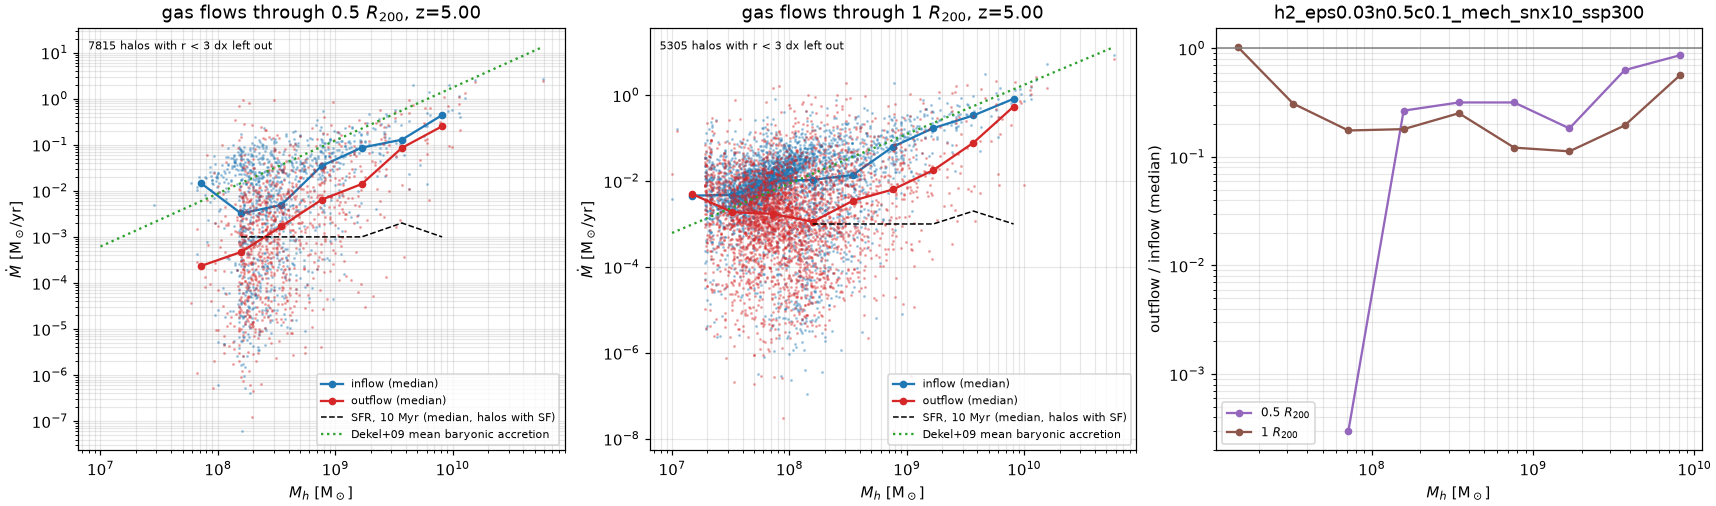 gas flows through 0.5 R200, z=5.00
7815 halos with r < 3 dx left out
10^1
10^0
10^-1
10^-2
10^-3
10^-4
10^-5
10^-6
10^-7
Ṁ [M⊙/yr]
inflow (median)
outflow (median)
SFR, 10 Myr (median, halos with SF)
Dekel+09 mean baryonic accretion
10^7 10^8 10^9 10^10
M_h [M⊙]
gas flows through 1 R200, z=5.00
5305 halos with r < 3 dx left out
10^0
10^-2
10^-4
10^-6
10^-8
Ṁ [M⊙/yr]
inflow (median)
outflow (median)
SFR, 10 Myr (median, halos with SF)
Dekel+09 mean baryonic accretion
10^7 10^8 10^9 10^10
M_h [M⊙]
h2_eps0.03n0.5c0.1_mech_snx10_ssp300
10^0
10^-1
10^-2
10^-3
outflow / inflow (median)
0.5 R200
1 R200
10^8 10^9 10^10
M_h [M⊙]